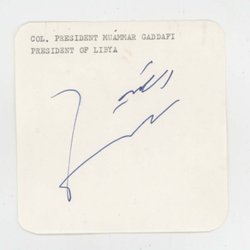 COL. PRESIDENT MUAMMAR GADDAFI
PRESIDENT OF LIBYA